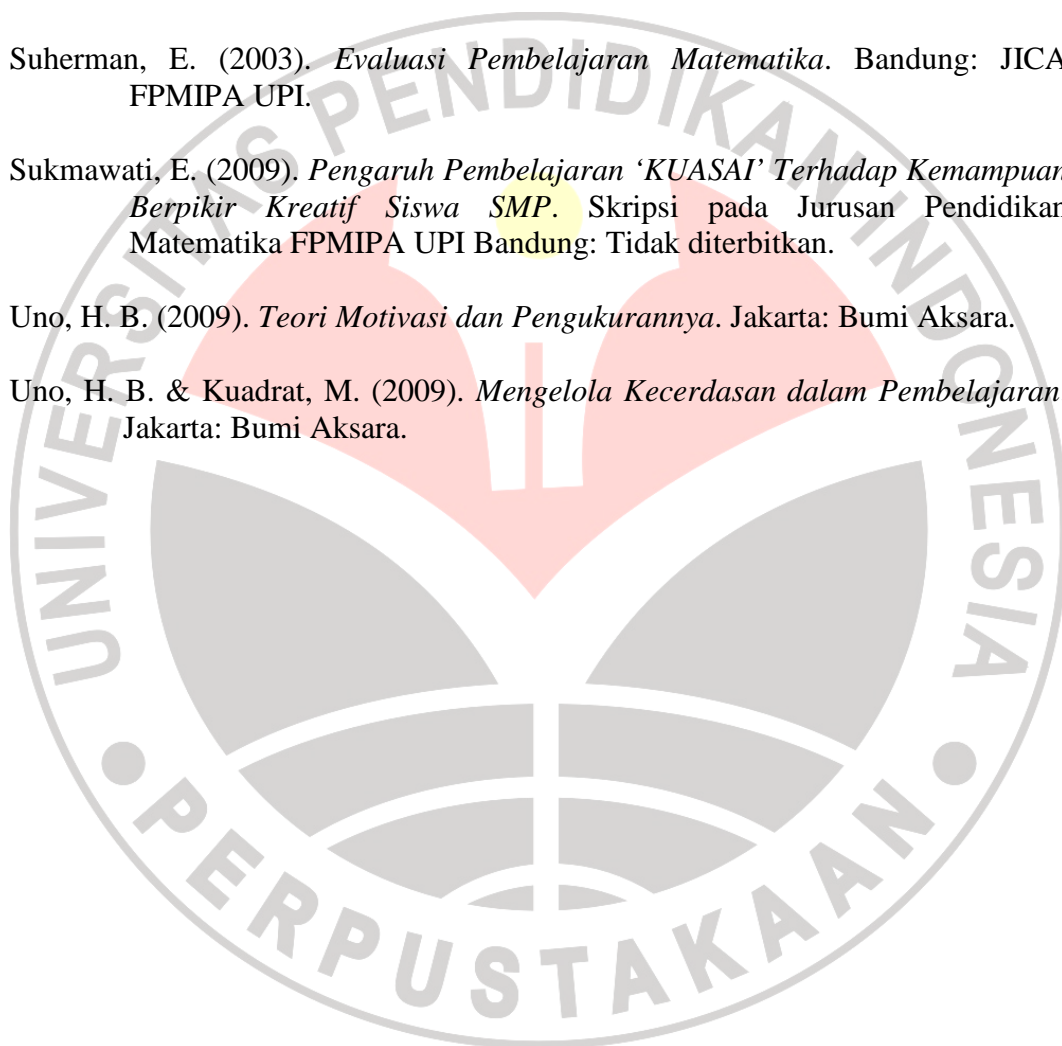 Suherman, E. (2003). Evaluasi Pembelajaran Matematika. Bandung: JICA
FPMIPA UPI.
Sukmawati, E. (2009). Pengaruh Pembelajaran ‘KUASAI’ Terhadap Kemampuan
Berpikir Kreatif Siswa SMP. Skripsi pada Jurusan Pendidikan
Matematika FPMIPA UPI Bandung: Tidak diterbitkan.
Uno, H. B. (2009). Teori Motivasi dan Pengukurannya. Jakarta: Bumi Aksara.
Uno, H. B. & Kuadrat, M. (2009). Mengelola Kecerdasan dalam Pembelajaran.
Jakarta: Bumi Aksara.
UNIVERSITAS PENDIDIKAN INDONESIA
PERPUSTAKAAN